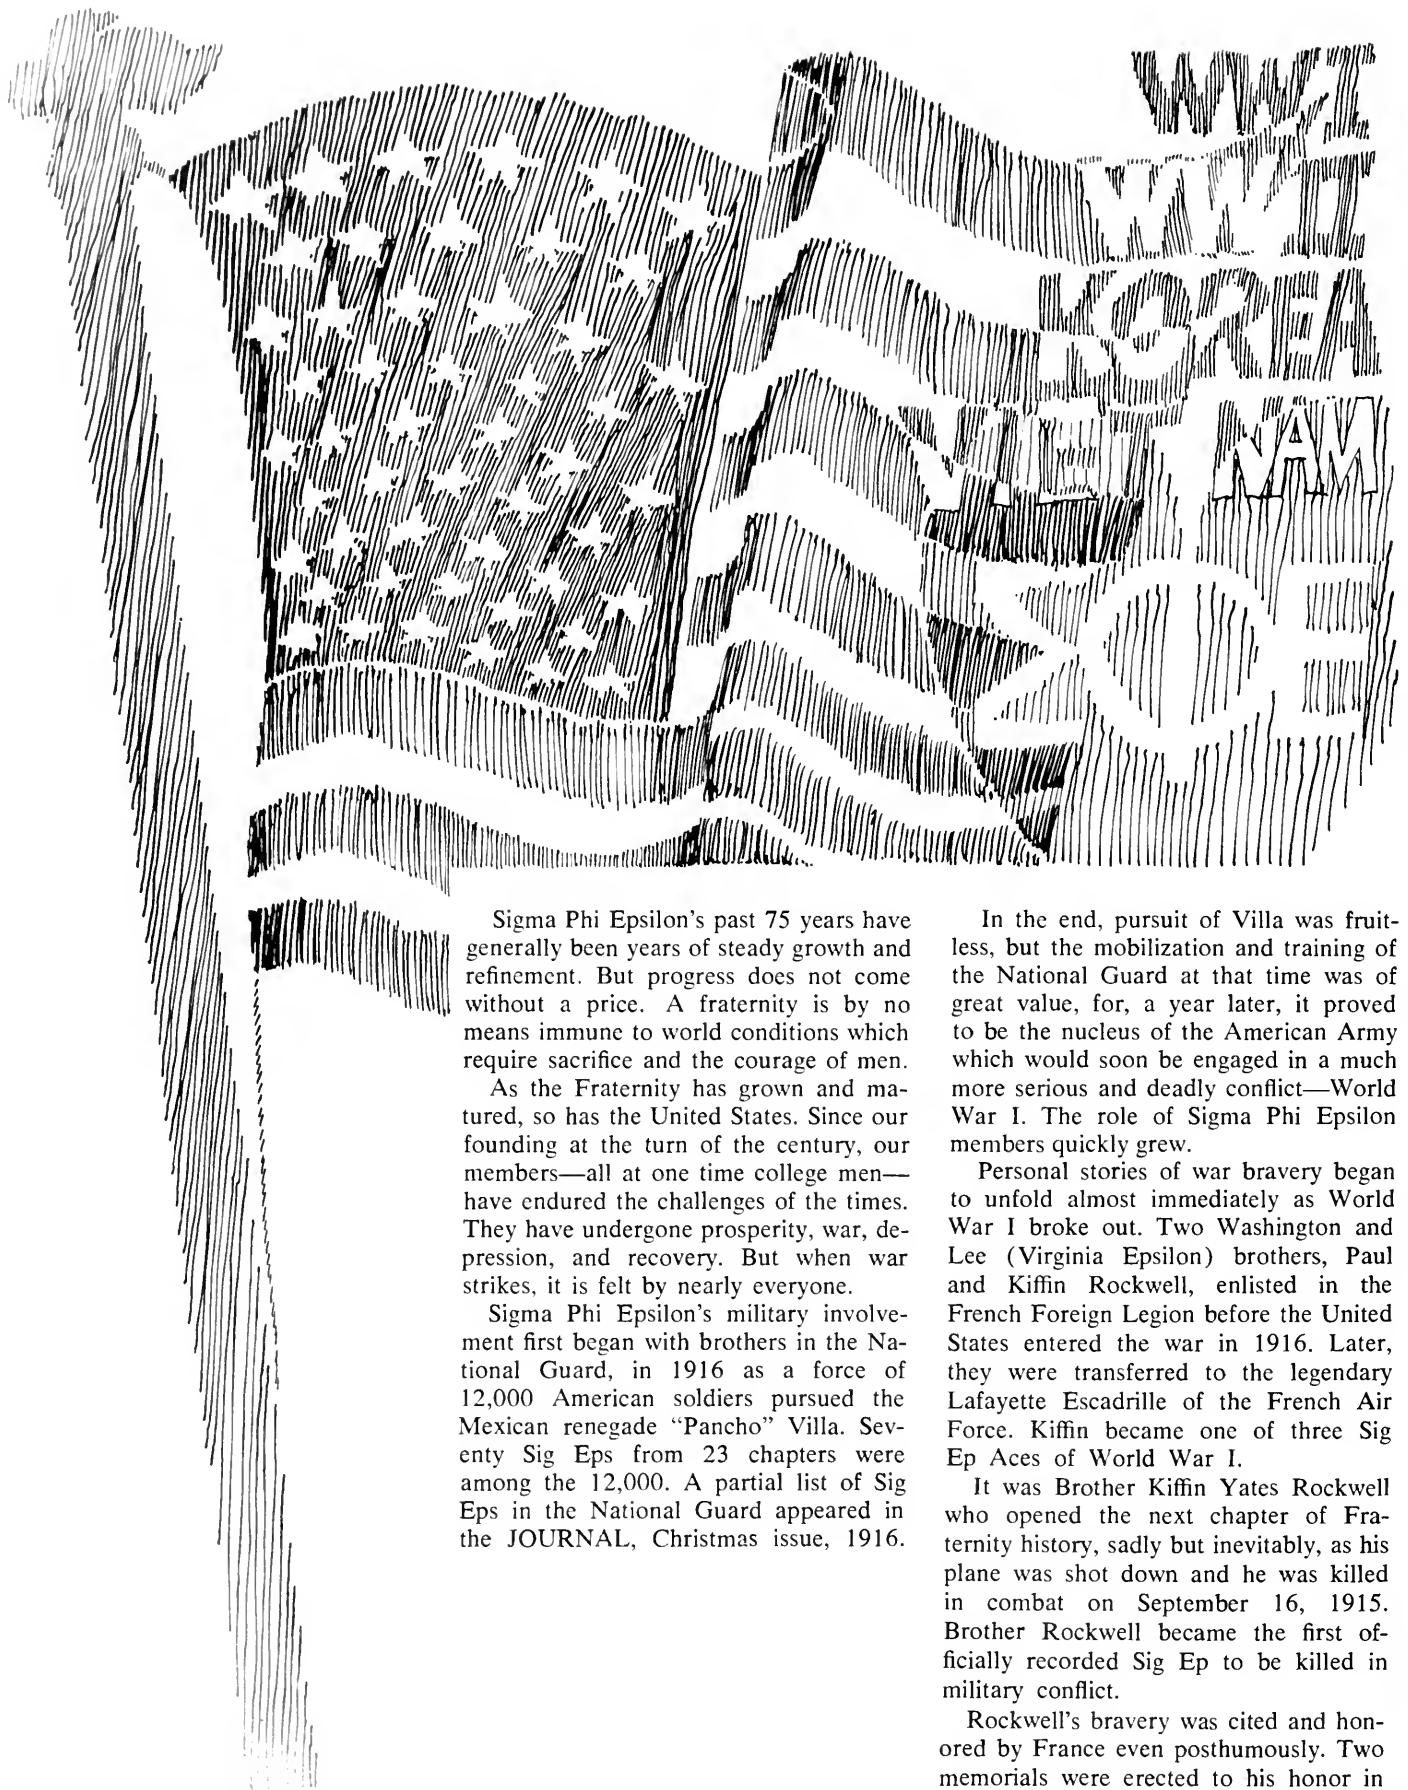 WWI
WWII
KOREA
VIET NAM
ΣΦΕ
Sigma Phi Epsilon's past 75 years have
generally been years of steady growth and
refinement. But progress does not come
without a price. A fraternity is by no
means immune to world conditions which
require sacrifice and the courage of men.
As the Fraternity has grown and ma-
tured, so has the United States. Since our
founding at the turn of the century, our
members—all at one time college men—
have endured the challenges of the times.
They have undergone prosperity, war, de-
pression, and recovery. But when war
strikes, it is felt by nearly everyone.
Sigma Phi Epsilon's military involve-
ment first began with brothers in the Na-
tional Guard, in 1916 as a force of
12,000 American soldiers pursued the
Mexican renegade “Pancho” Villa. Sev-
enty Sig Eps from 23 chapters were
among the 12,000. A partial list of Sig
Eps in the National Guard appeared in
the JOURNAL, Christmas issue, 1916.
In the end, pursuit of Villa was fruit-
less, but the mobilization and training of
the National Guard at that time was of
great value, for, a year later, it proved
to be the nucleus of the American Army
which would soon be engaged in a much
more serious and deadly conflict—World
War I. The role of Sigma Phi Epsilon
members quickly grew.
Personal stories of war bravery began
to unfold almost immediately as World
War I broke out. Two Washington and
Lee (Virginia Epsilon) brothers, Paul
and Kiffin Rockwell, enlisted in the
French Foreign Legion before the United
States entered the war in 1916. Later,
they were transferred to the legendary
Lafayette Escadrille of the French Air
Force. Kiffin became one of three Sig
Ep Aces of World War I.
It was Brother Kiffin Yates Rockwell
who opened the next chapter of Fra-
ternity history, sadly but inevitably, as his
plane was shot down and he was killed
in combat on September 16, 1915.
Brother Rockwell became the first of-
ficially recorded Sig Ep to be killed in
military conflict.
Rockwell's bravery was cited and hon-
ored by France even posthumously. Two
memorials were erected to his honor in